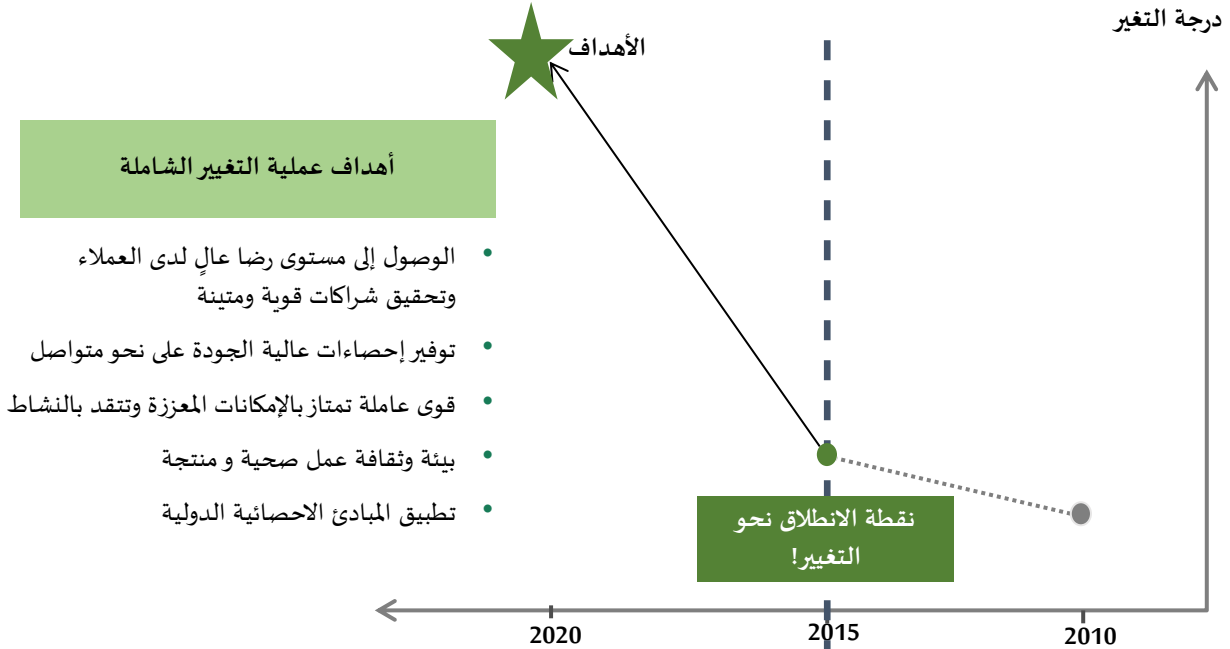 درجة التغير
الأهداف
أهداف عملية التغيير الشاملة
• الوصول إلى مستوى رضا عالٍ لدى العملاء
وتحقيق شراكات قوية ومتينة
• توفير إحصاءات عالية الجودة على نحو متواصل
• قوى عاملة تمتاز بالإمكانات المعززة وتتقد بالنشاط
• بيئة وثقافة عمل صحية و منتجة
• تطبيق المبادئ الاحصائية الدولية
نقطة الانطلاق نحو
التغيير!
2010
2015
2020